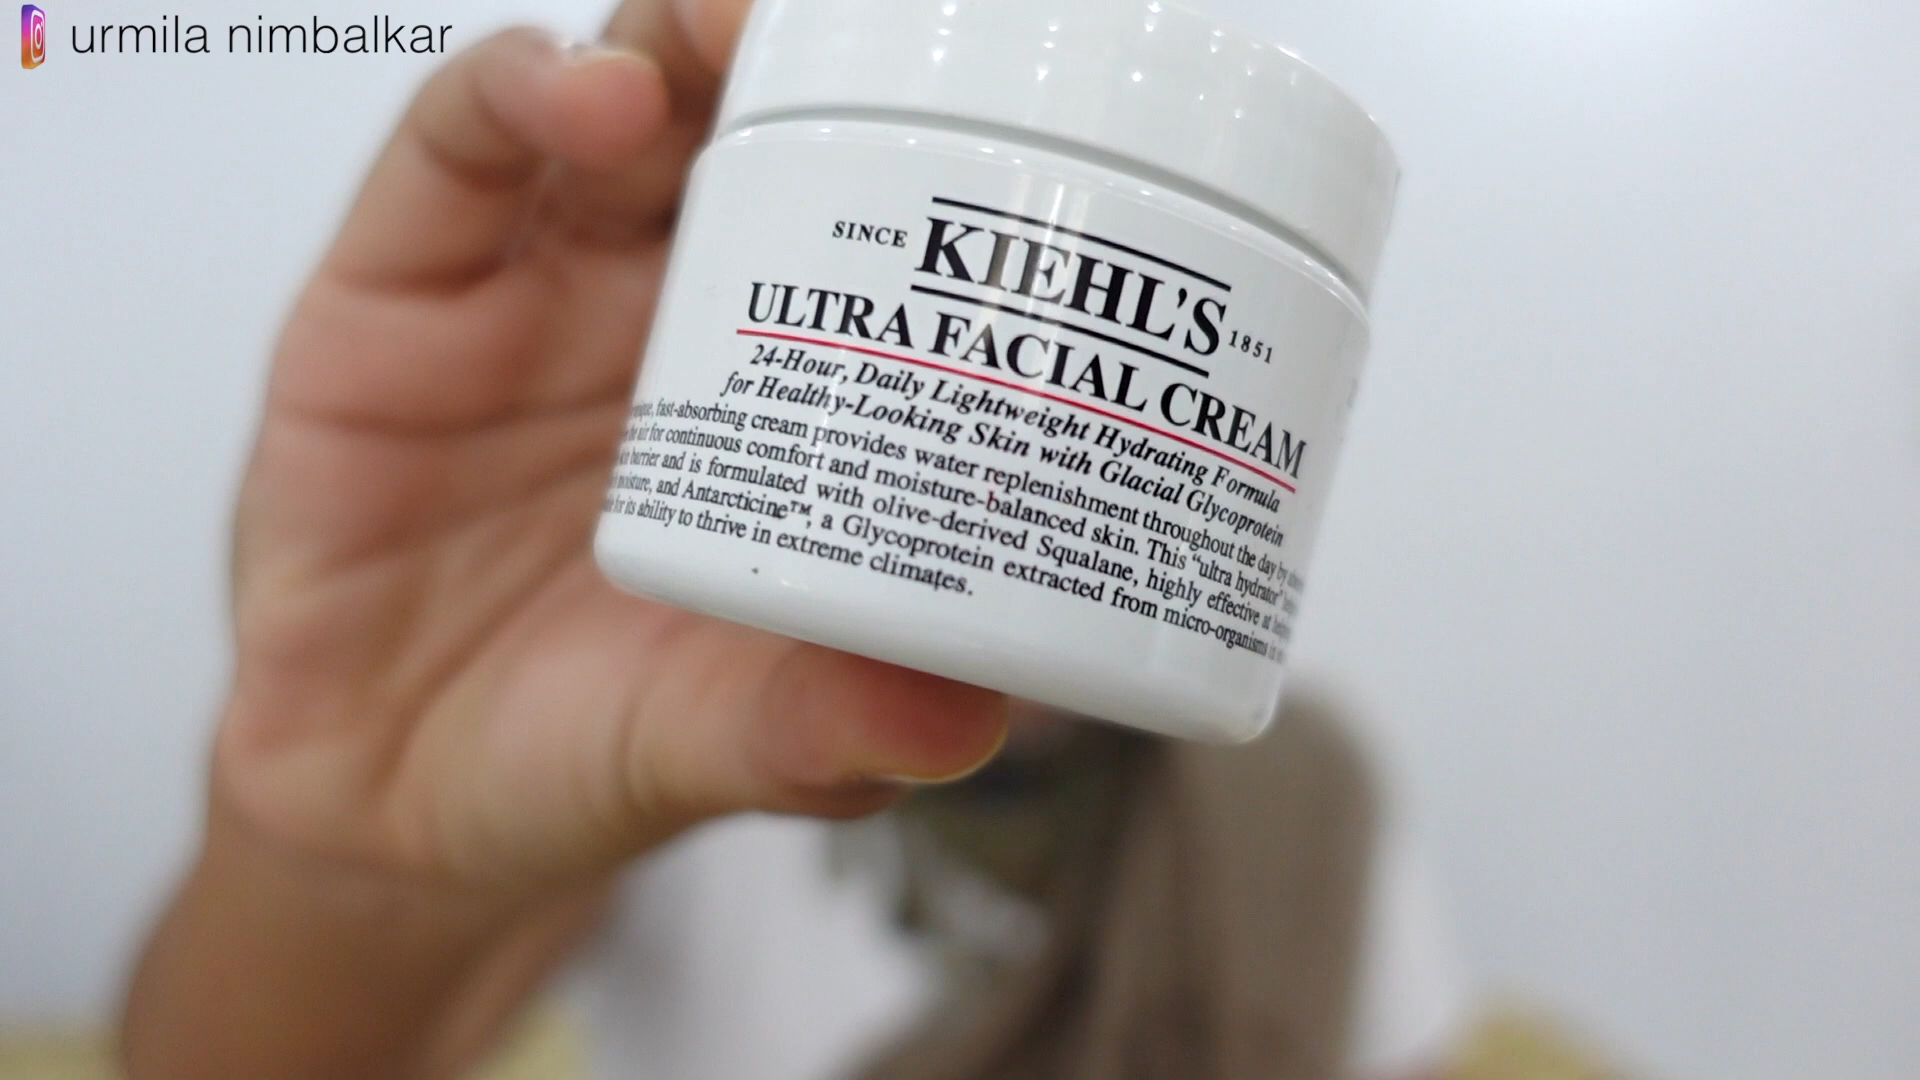 urmila nimbalkar
SINCE KIEHL'S 1851
ULTRA FACIAL CREAM
24-Hour, Daily Lightweight Hydrating Formula
for Healthy-Looking Skin with Glacial Glycoprotein
fast-absorbing cream provides water replenishment throughout the day by
air for continuous comfort and moisture-balanced skin. This "ultra hydrator"
barrier and is formulated with olive-derived Squalane, highly effective at
moisture, and Antarcticine™, a Glycoprotein extracted from micro-organisms
for its ability to thrive in extreme climates.